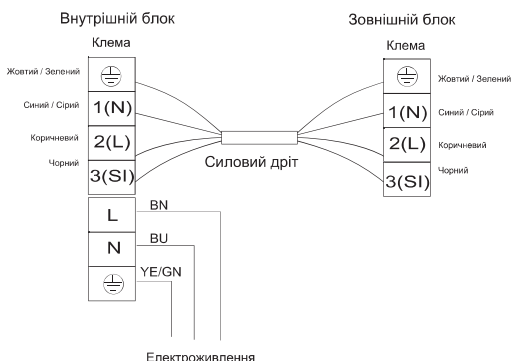 Внутрішній блок
Зовнішній блок
Клема
Клема
Жовтий / Зелений
Жовтий / Зелений
Синий / Сірий
1(N)
1(N)
Синий / Сірий
Коричневий
2(L)
2(L)
Коричневий
Силовий дріт
Чорний
3(SI)
3(SI)
Чорний
L
BN
N
BU
YE/GN
Електроживлення